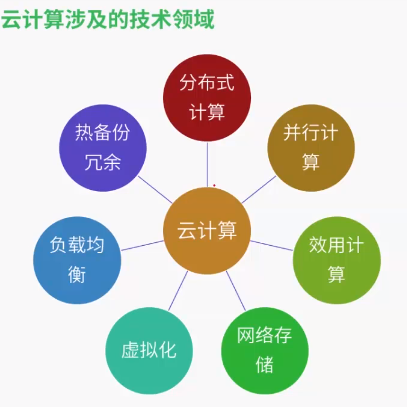 云计算涉及的技术领域
分布式
计算
热备份
冗余
并行计
算
云计算
负载均
衡
效用计
算
虚拟化
网络存
储